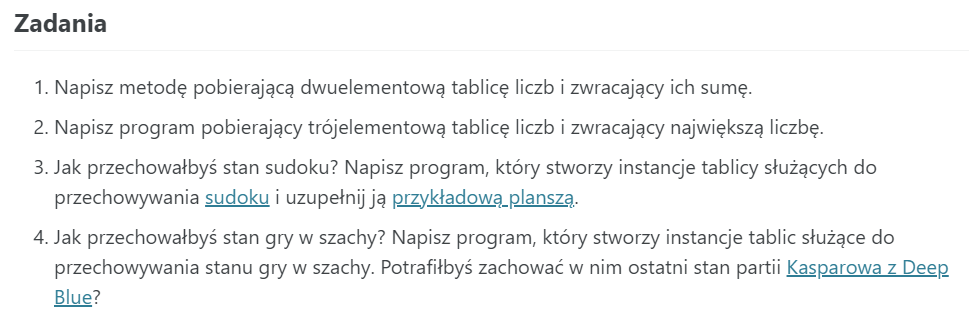 Zadania
1. Napisz metodę pobierającą dwuelementową tablicę liczb i zwracający ich sumę.
2. Napisz program pobierający trójelementową tablicę liczb i zwracający największą liczbę.
3. Jak przechowałbyś stan sudoku? Napisz program, który stworzy instancje tablicy służących do
przechowywania sudoku i uzupełnij ją przykładową planszą.
4. Jak przechowałbyś stan gry w szachy? Napisz program, który stworzy instancje tablic służące do
przechowywania stanu gry w szachy. Potrafiłbyś zachować w nim ostatni stan partii Kasparowa z Deep
Blue?